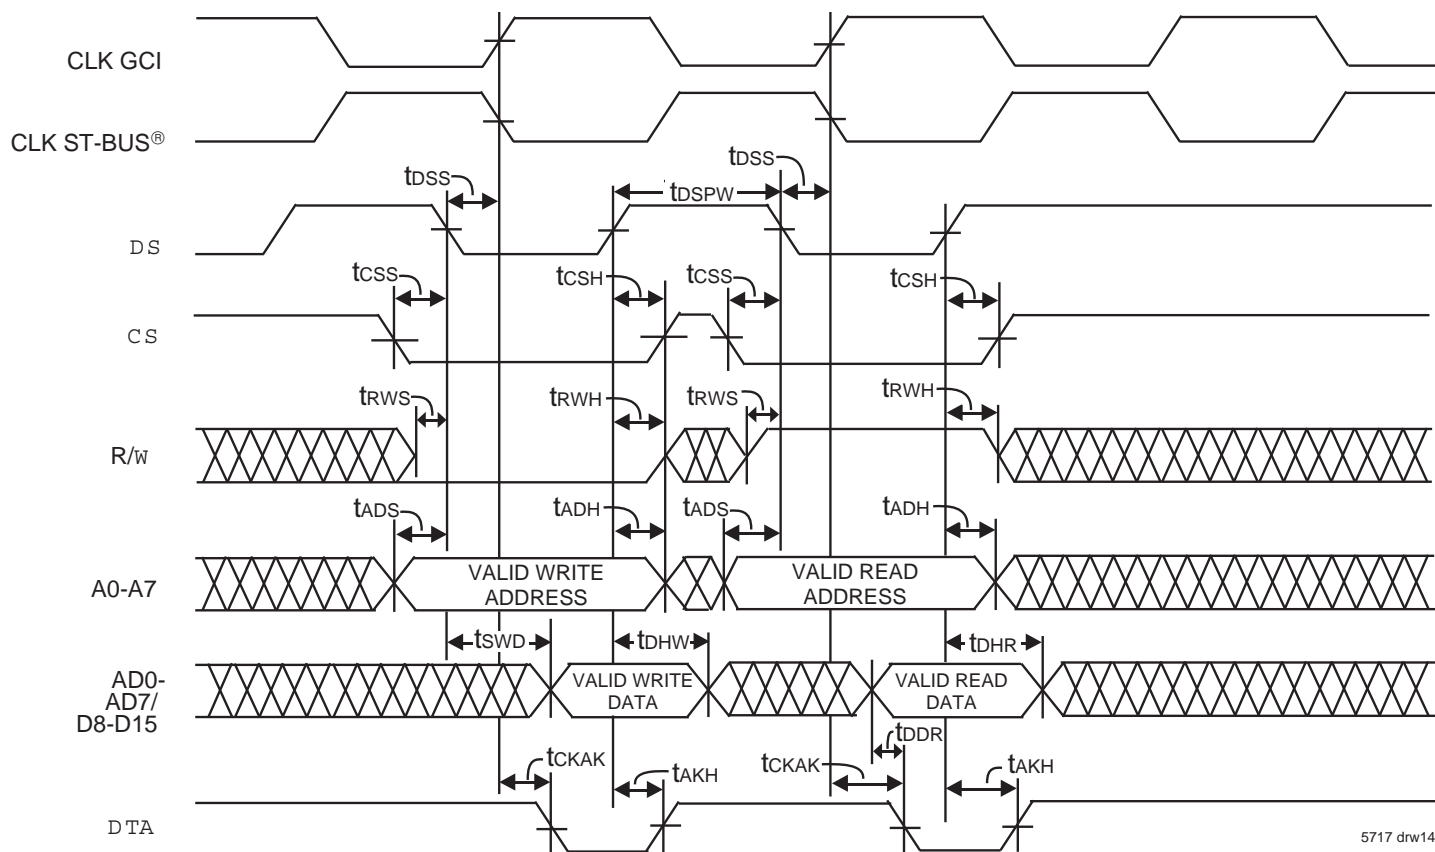 CLK GCI
CLK ST-BUS®
tDSS
tDSPW
tDSS
DS
tCSS
tCSH
tCSS
tCSH
CS
tRWS
tRWH
tRWS
tRWH
R/W
tADS
tADH
tADS
tADH
A0-A7
VALID WRITE
ADDRESS
VALID READ
ADDRESS
tSWD
tDHW
tDHR
AD0-
AD7/
D8-D15
VALID WRITE
DATA
VALID READ
DATA
tDDR
tCKAK
tAKH
tCKAK
tAKH
DTA
5717 drw14